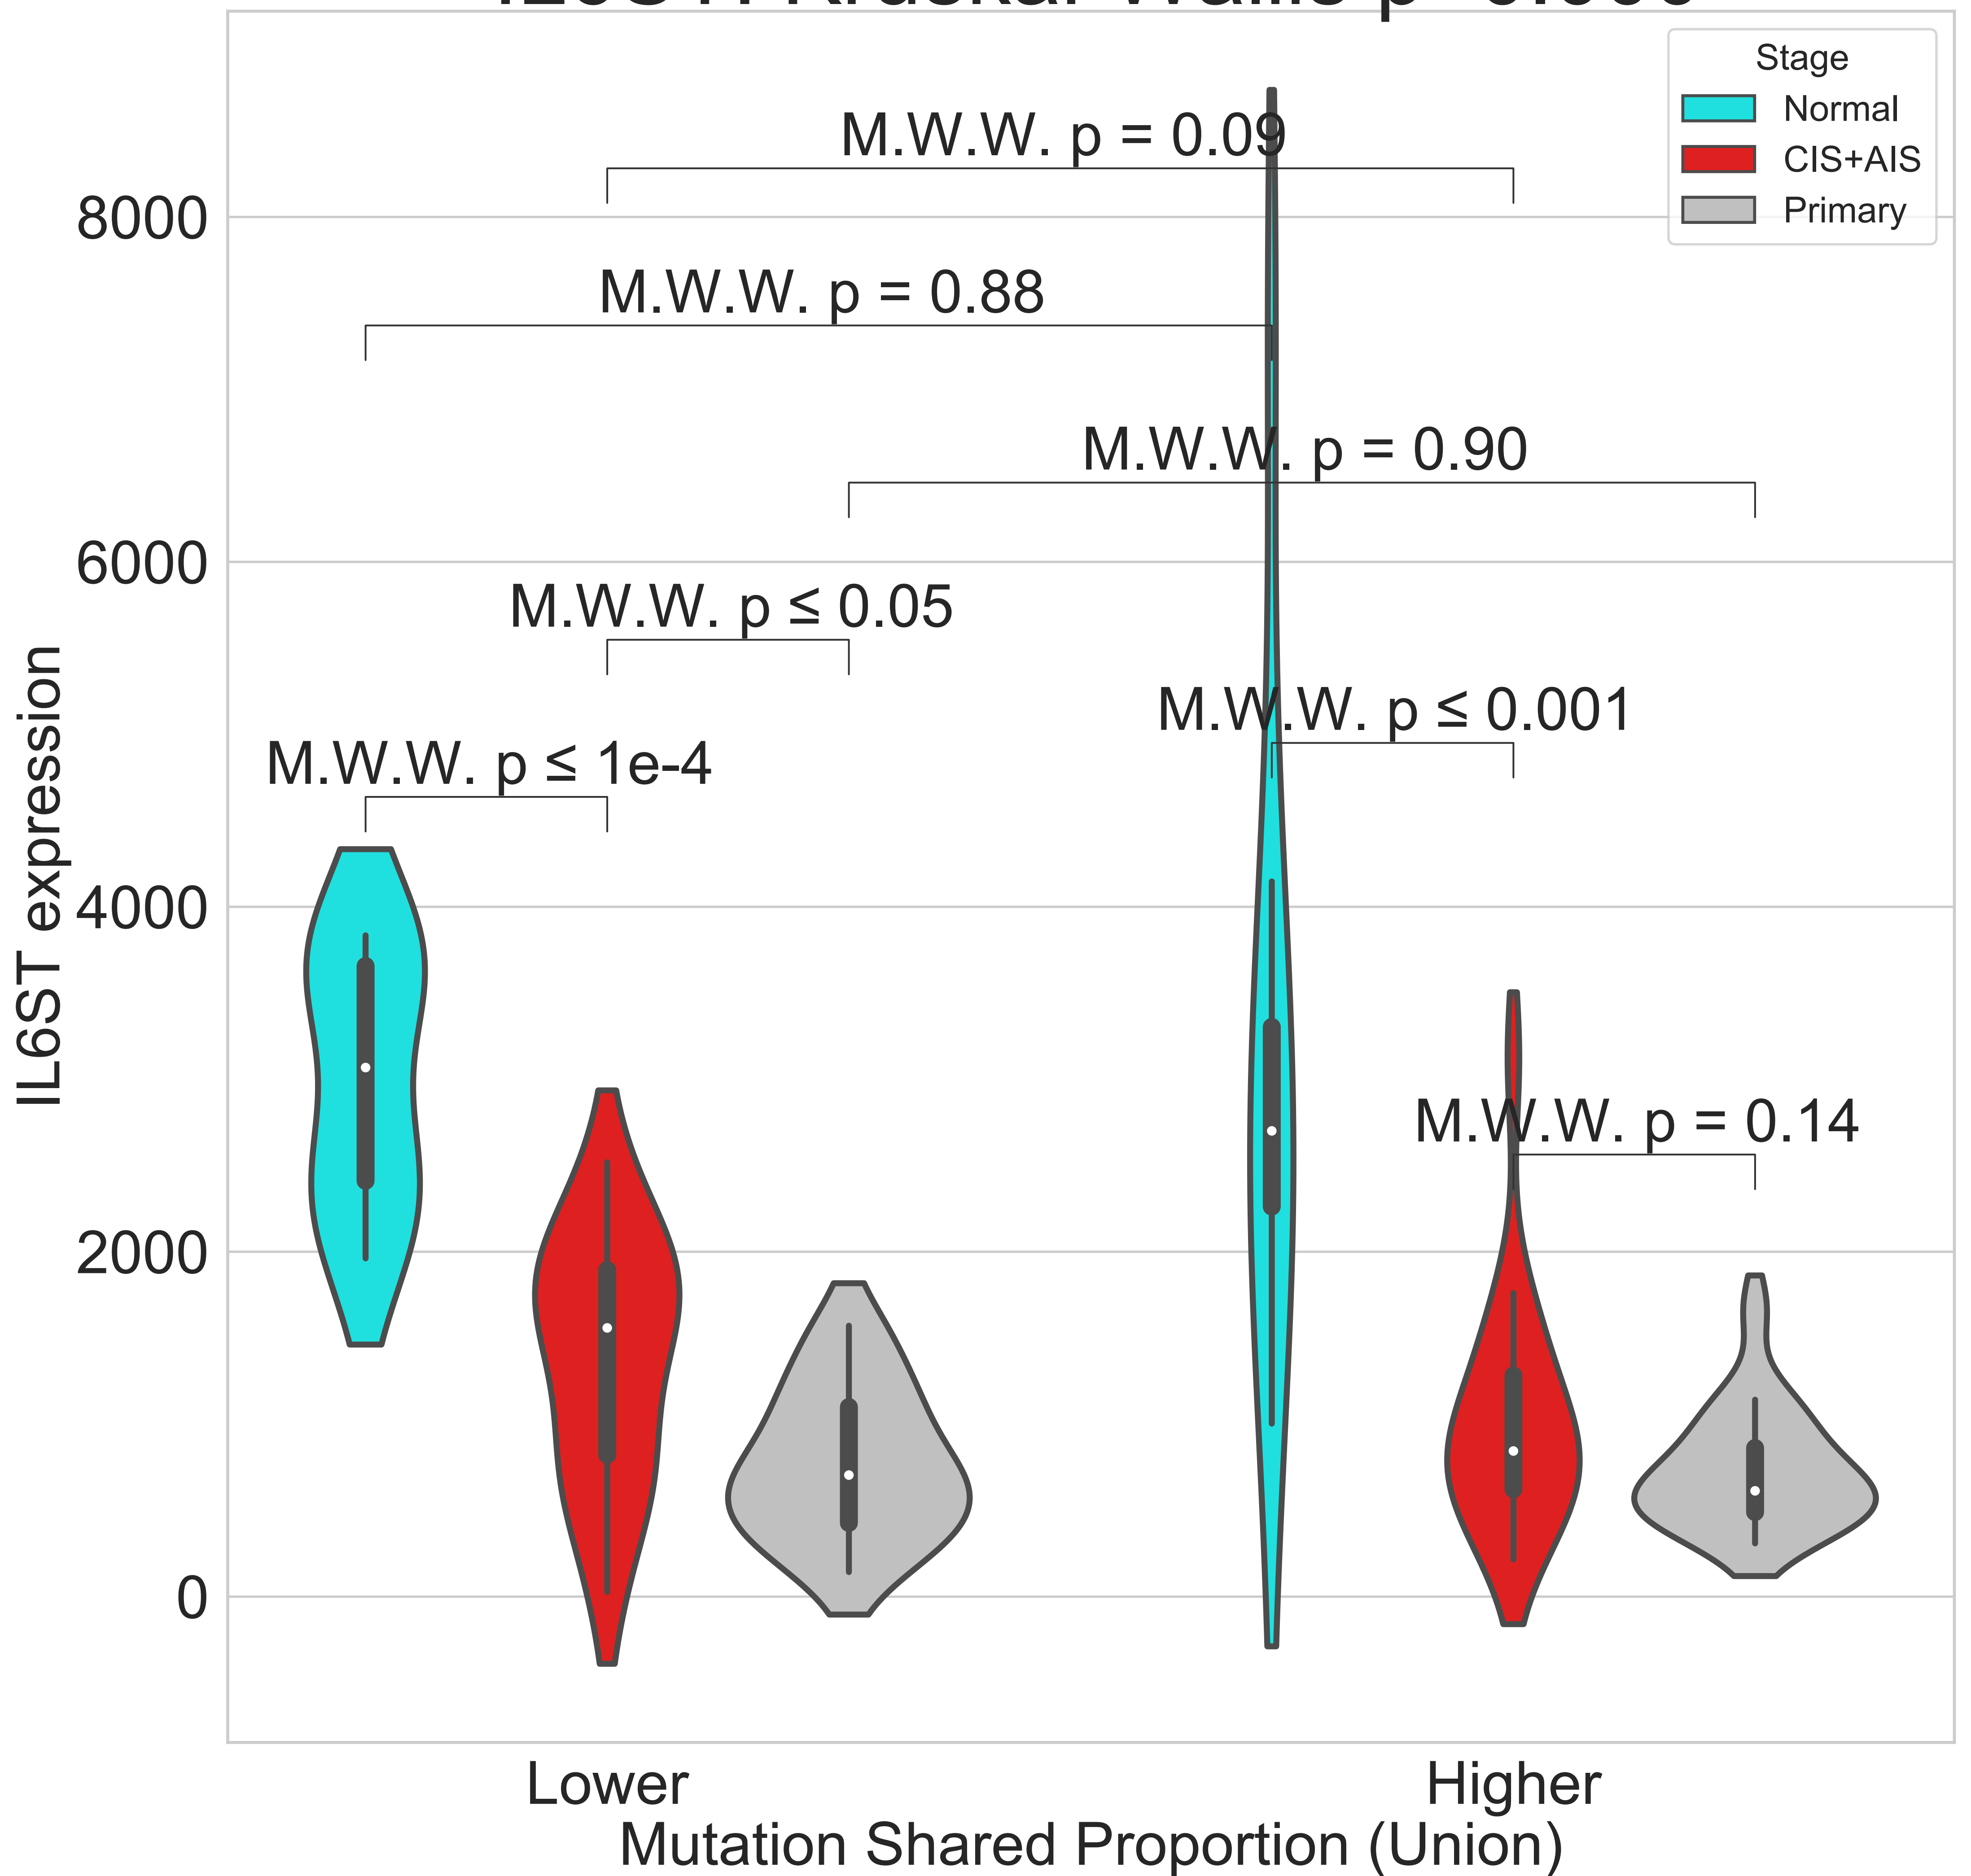 Stage
Normal
CIS+AIS
Primary
M.W.W. p = 0.09
M.W.W. p = 0.88
M.W.W. p = 0.90
M.W.W. p ≤ 0.05
M.W.W. p ≤ 0.001
M.W.W. p ≤ 1e-4
M.W.W. p = 0.14
8000
6000
4000
2000
0
IL6ST expression
Lower
Higher
Mutation Shared Proportion (Union)